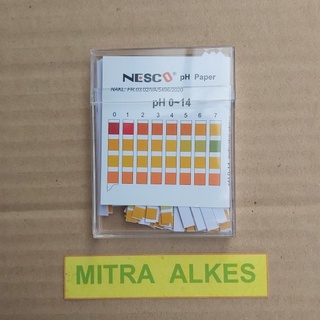 NESCO pH Paper
pH 0-14
0 1 2 3 4 5 6 7
MITRA ALKES